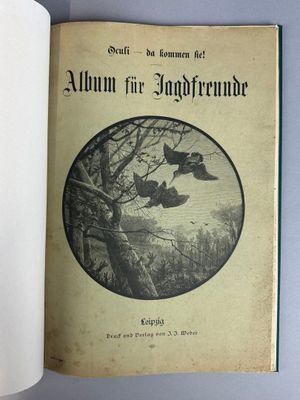 Oculi — da kommen sie!
Album für Jagdfreunde
Leipzig
Druck und Verlag von J. J. Weber